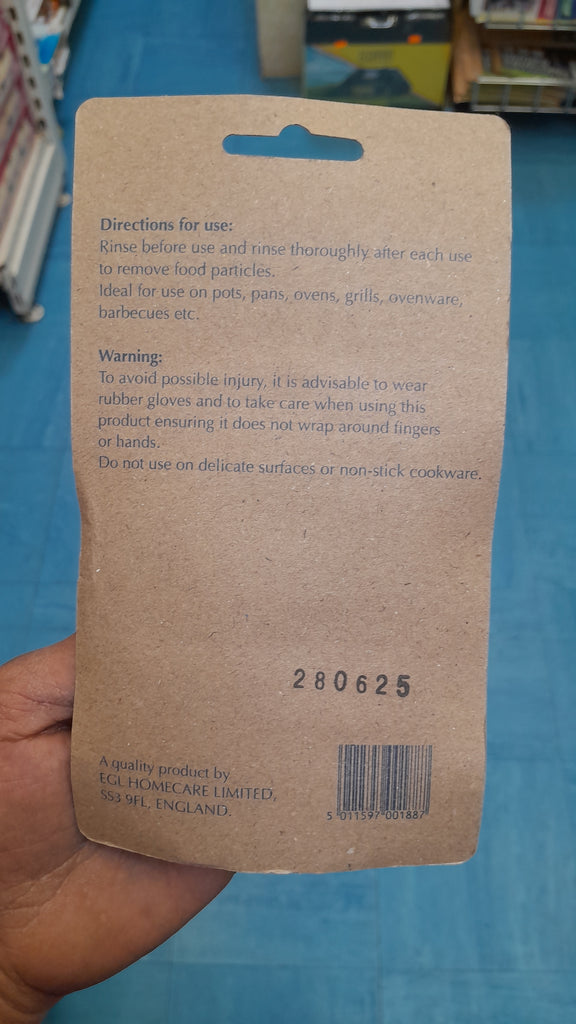 Directions for use:
Rinse before use and rinse thoroughly after each use
to remove food particles.
Ideal for use on pots, pans, ovens, grills, ovenware,
barbecues etc.
Warning:
To avoid possible injury, it is advisable to wear
rubber gloves and to take care when using this
product ensuring it does not wrap around fingers
or hands.
Do not use on delicate surfaces or non-stick cookware.
280625
A quality product by
EGL HOMECARE LIMITED,
SS3 9FL, ENGLAND.
5 011597 001887